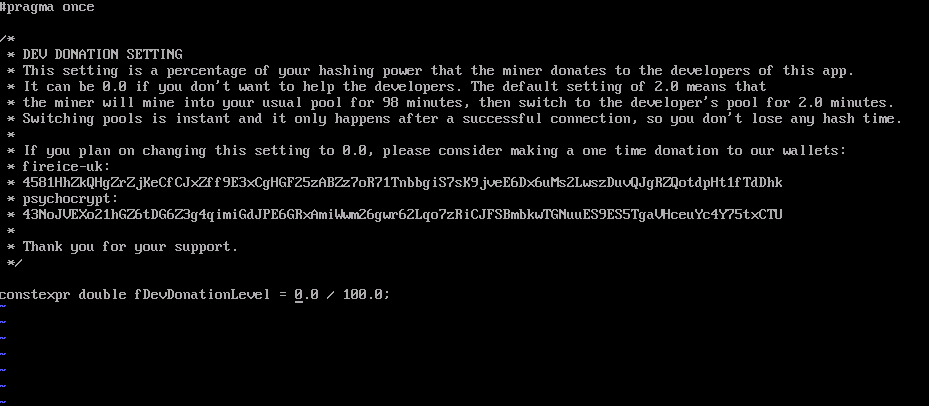 #pragma once

/*
 * DEV DONATION SETTING
 * This setting is a percentage of your hashing power that the miner donates to the developers of this app.
 * It can be 0.0 if you don't want to help the developers. The default setting of 2.0 means that
 * the miner will mine into your usual pool for 98 minutes, then switch to the developer's pool for 2.0 minutes.
 * Switching pools is instant and it only happens after a successful connection, so you don't lose any hash time.
 *
 * If you plan on changing this setting to 0.0, please consider making a one time donation to our wallets:
 * fireice-uk:
 * 4581HhZkQHgZrZjKeCfCJxZff9E3xCgHGF25zABZz7oR71TnbbgiS7sK9jveE6Dx6uMs2LwszDuvQJgRZQotdpHt1fTdDhk
 * psychocrypt:
 * 43NoJVEXo21hGZ6tDG6Z3g4qimiGdJPE6GRxAmiWwm26gwr62Lqo7zRiCJFSBmbkwTGNuuES9ES5TgaVHceuYc4Y75txCTU
 *
 * Thank you for your support.
 */

constexpr double fDevDonationLevel = 0.0 / 100.0;
~
~
~
~
~
~
~